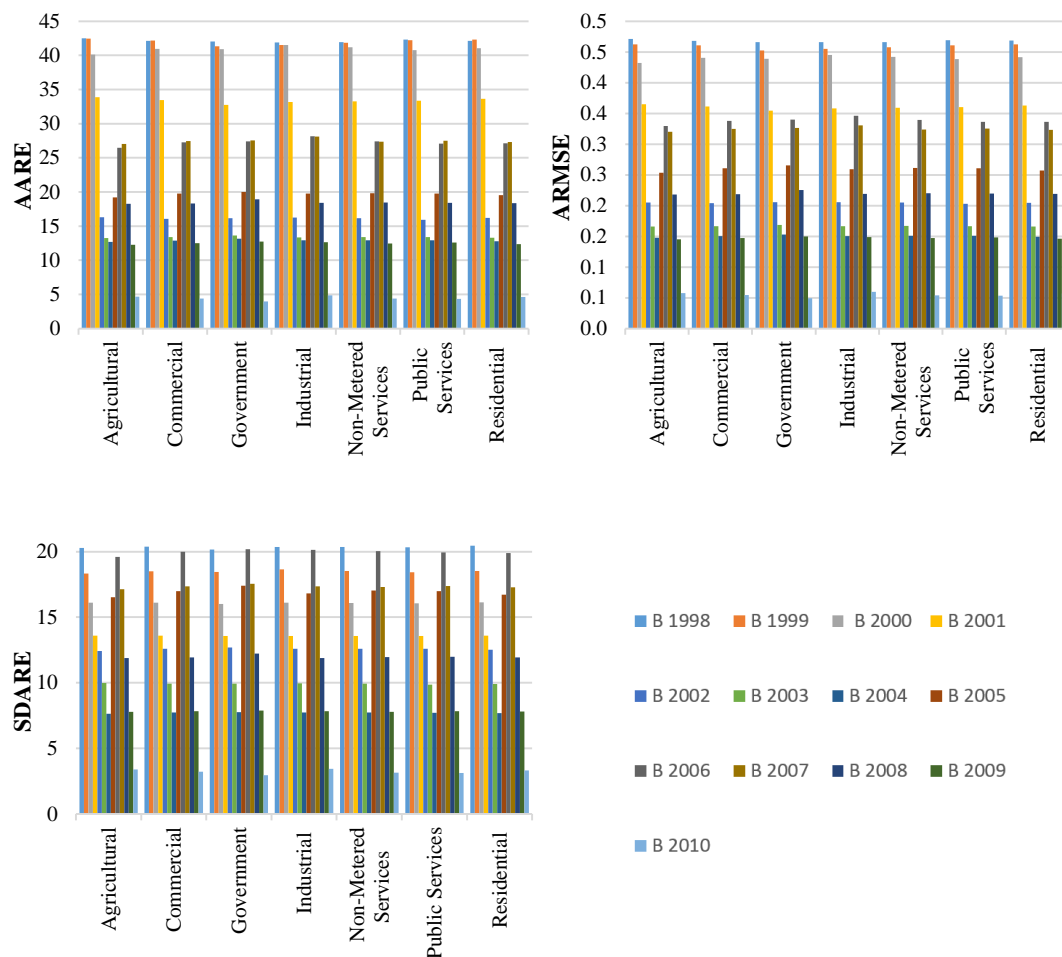 AARE
45
40
35
30
25
20
15
10
5
0
Agricultural
Commercial
Government
Industrial
Non-Metered
Services
Public
Services
Residential
ARMSE
0.5
0.5
0.4
0.4
0.3
0.3
0.2
0.2
0.1
0.1
0.0
Agricultural
Commercial
Government
Industrial
Non-Metered
Services
Public
Services
Residential
SDARE
20
15
10
5
0
Agricultural
Commercial
Government
Industrial
Non-Metered
Services
Public Services
Residential
B 1998 B 1999 B 2000 B 2001
B 2002 B 2003 B 2004 B 2005
B 2006 B 2007 B 2008 B 2009
B 2010